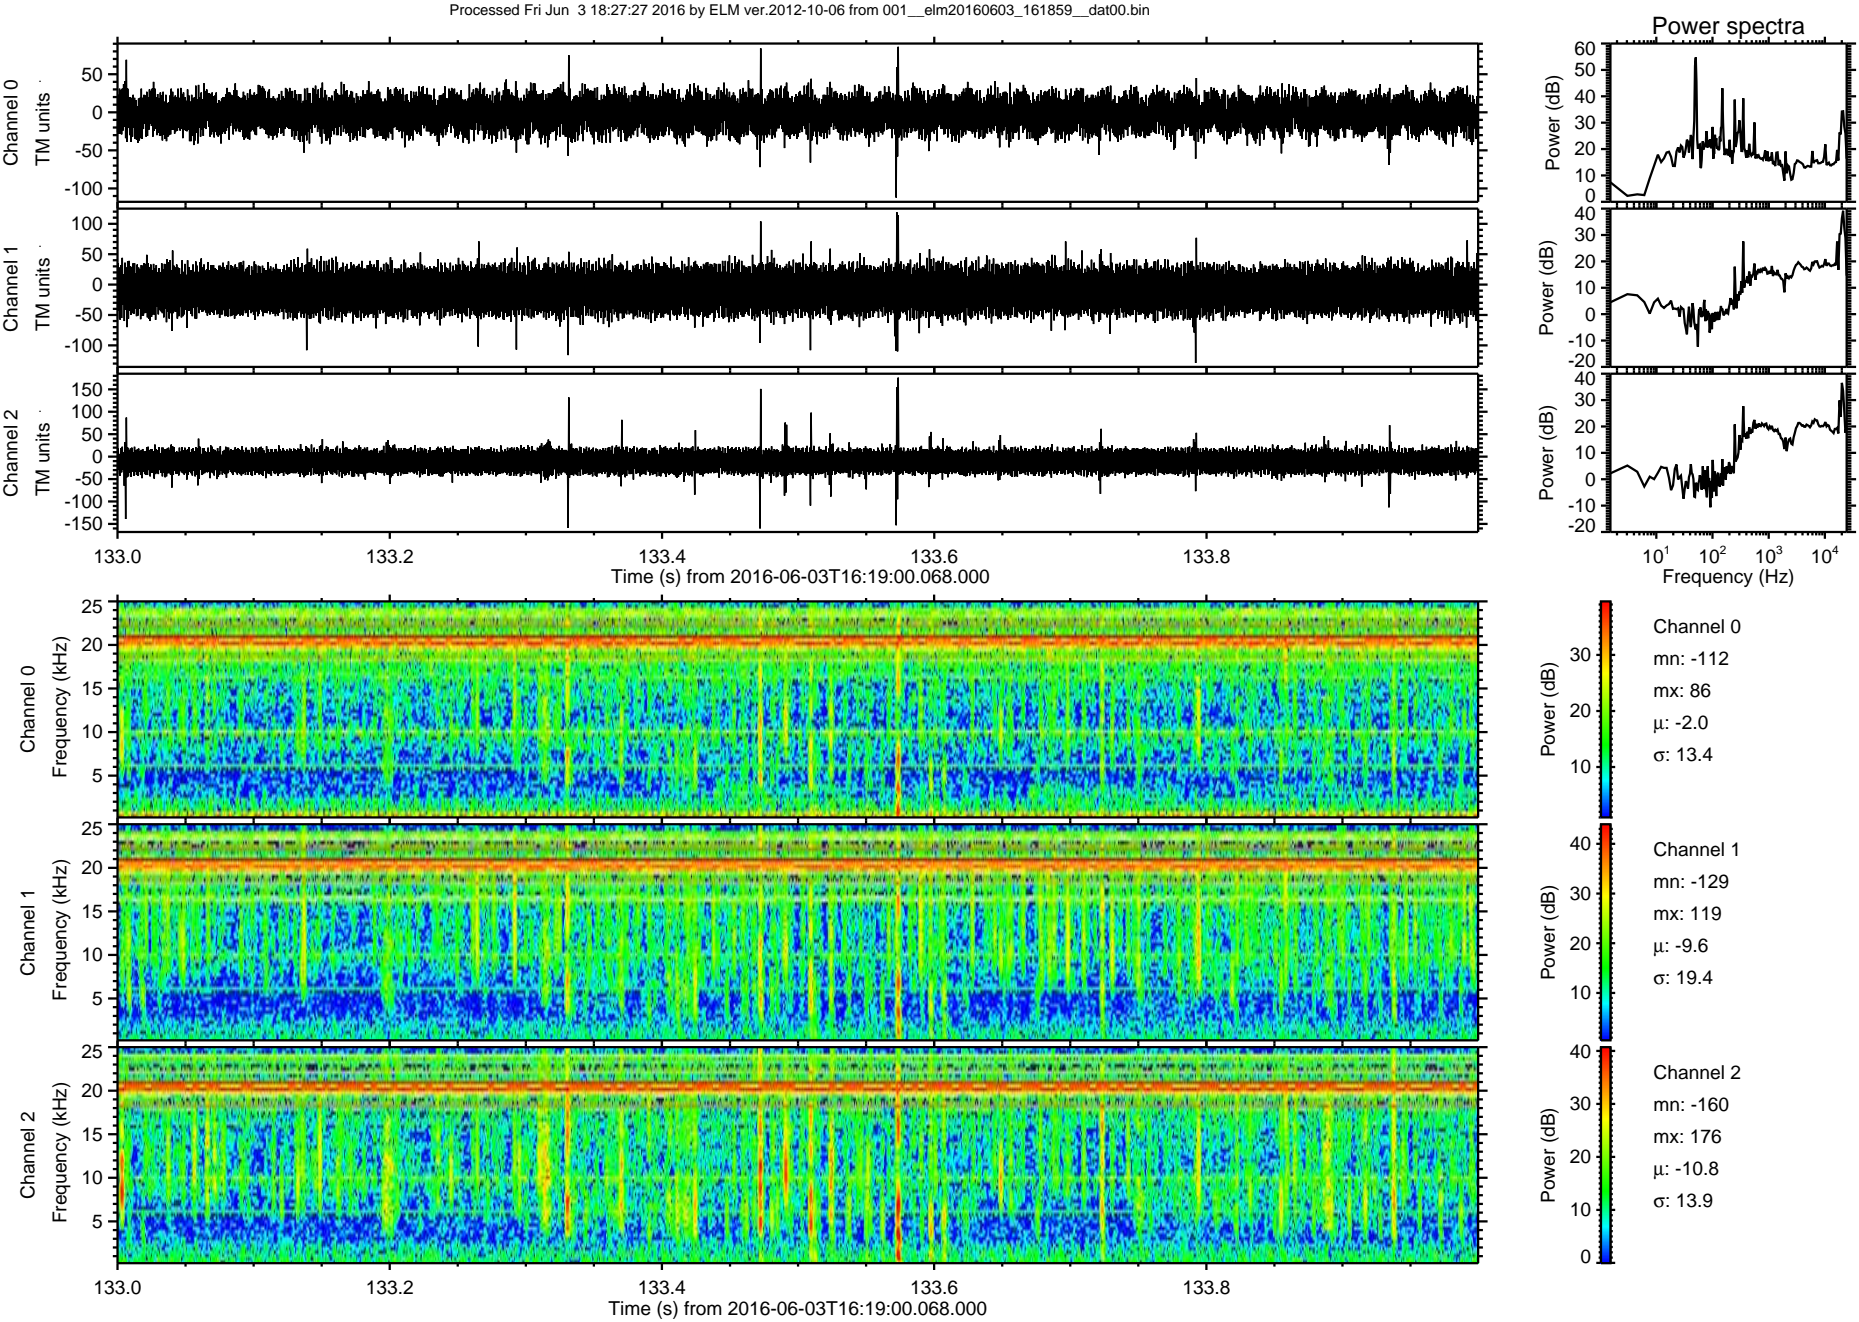 Processed Fri Jun 3 18:27:27 2016 by ELM ver.2012-10-06 from 001__elm20160603_161859__dat00.bin
Power spectra
Channel 0
TM units
50
0
-50
-100
Power (dB)
60
50
40
30
20
10
0
Channel 1
TM units
100
50
0
-50
-100
Power (dB)
40
30
20
10
0
-10
-20
Channel 2
TM units
150
100
50
0
-50
-100
-150
Power (dB)
40
30
20
10
0
-10
-20
133.0 133.2 133.4 133.6 133.8
Time (s) from 2016-06-03T16:19:00.068.000
10^1 10^2 10^3 10^4
Frequency (Hz)
Channel 0
Frequency (kHz)
25
20
15
10
5
Power (dB)
30
20
10
Channel 0
mn: -112
mx: 86
μ: -2.0
σ: 13.4
Channel 1
Frequency (kHz)
25
20
15
10
5
Power (dB)
40
30
20
10
Channel 1
mn: -129
mx: 119
μ: -9.6
σ: 19.4
Channel 2
Frequency (kHz)
25
20
15
10
5
Power (dB)
40
30
20
10
0
Channel 2
mn: -160
mx: 176
μ: -10.8
σ: 13.9
133.0 133.2 133.4 133.6 133.8
Time (s) from 2016-06-03T16:19:00.068.000